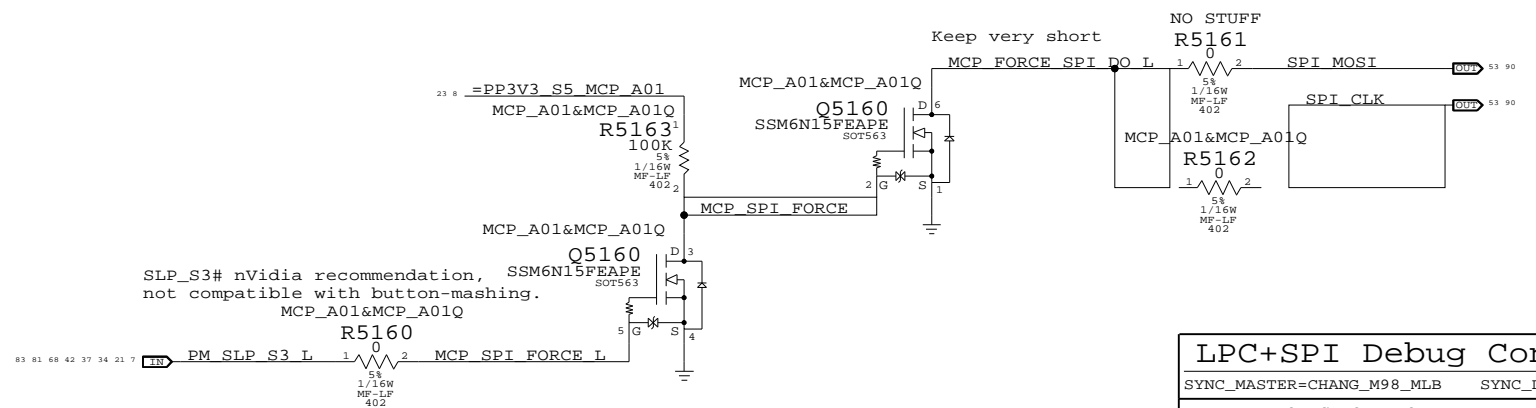 NO STUFF
R5161
0
Keep very short
MCP_FORCE_SPI_DO_L
1
2
SPI_MOSI
OUT
53 90
5%
1/16W
MF-LF
402
SPI_CLK
OUT
53 90
MCP_A01&MCP_A01Q
R5162
0
1
2
5%
1/16W
MF-LF
402
MCP_A01&MCP_A01Q
Q5160
SSM6N15FEAPE
SOT563
D
6
2
G
S
1
23 8
=PP3V3_S5_MCP_A01
MCP_A01&MCP_A01Q
R5163
1
100K
5%
1/16W
MF-LF
402
2
MCP_SPI_FORCE
MCP_A01&MCP_A01Q
Q5160
SSM6N15FEAPE
SOT563
D
3
5
G
S
4
SLP_S3# nVidia recommendation,
not compatible with button-mashing.
MCP_A01&MCP_A01Q
R5160
0
83 81 68 42 37 34 21 7
IN
PM_SLP_S3_L
1
2
MCP_SPI_FORCE_L
5%
1/16W
MF-LF
402
LPC+SPI Debug Con
SYNC_MASTER=CHANG_M98_MLB
SYNC_D